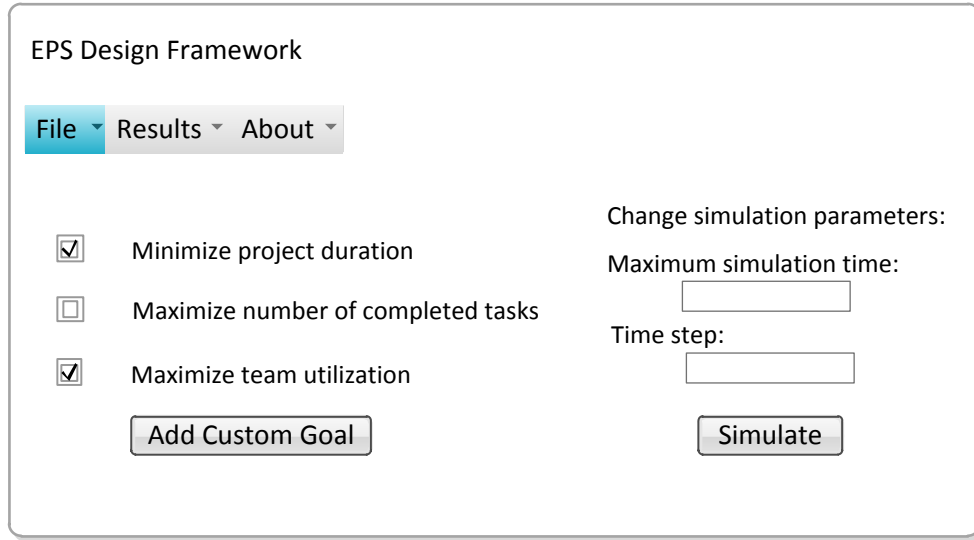 EPS Design Framework
File Results About
Minimize project duration
Maximize number of completed tasks
Maximize team utilization
Add Custom Goal
Change simulation parameters:
Maximum simulation time:
Time step:
Simulate